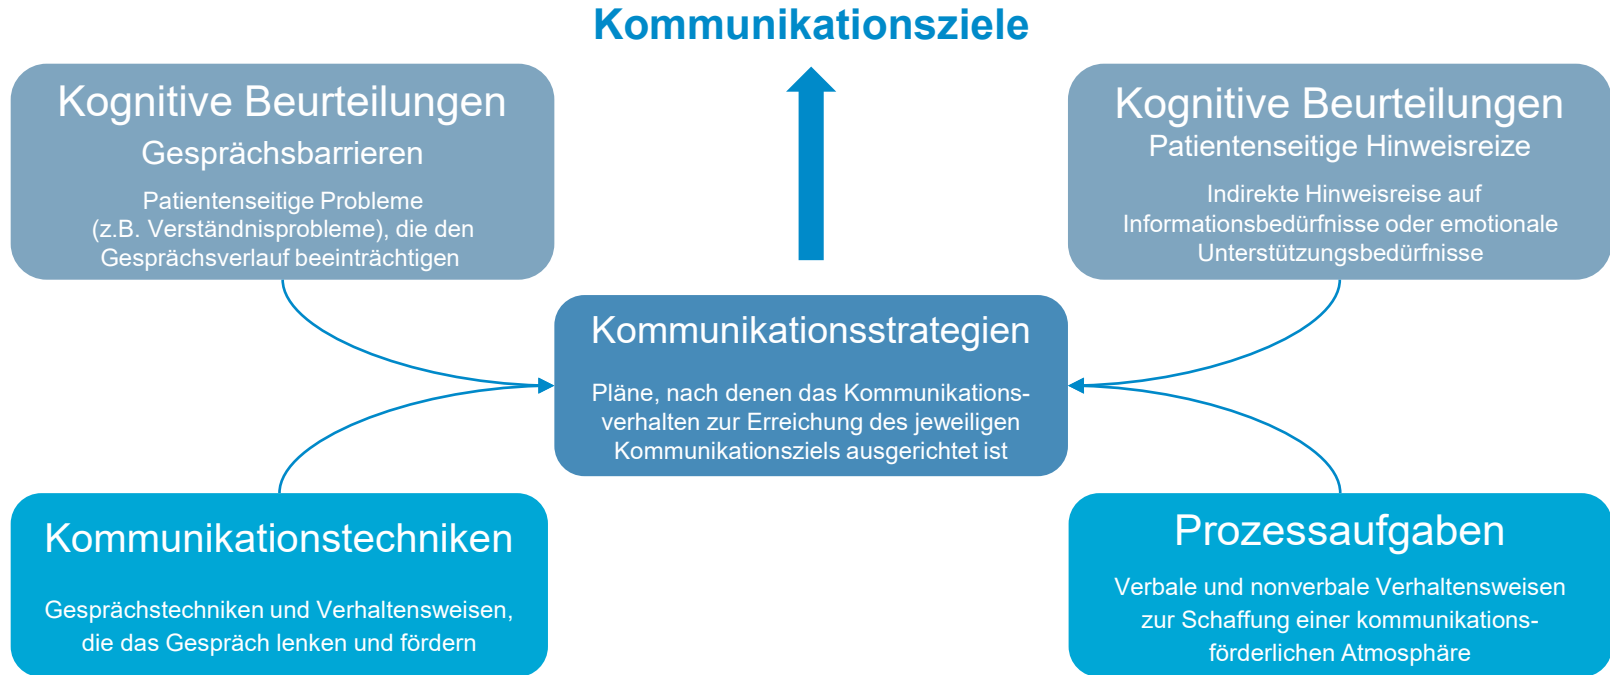 Kommunikationsziele
Kognitive Beurteilungen
Gesprächsbarrieren
Patientenseitige Probleme
(z.B. Verständnisprobleme), die den
Gesprächsverlauf beeinträchtigen
Kognitive Beurteilungen
Patientenseitige Hinweisreize
Indirekte Hinweisreise auf
Informationsbedürfnisse oder emotionale
Unterstützungsbedürfnisse
Kommunikationsstrategien
Pläne, nach denen das Kommunikations-
verhalten zur Erreichung des jeweiligen
Kommunikationsziels ausgerichtet ist
Kommunikationstechniken
Gesprächstechniken und Verhaltensweisen,
die das Gespräch lenken und fördern
Prozessaufgaben
Verbale und nonverbale Verhaltensweisen
zur Schaffung einer kommunikations-
förderlichen Atmosphäre